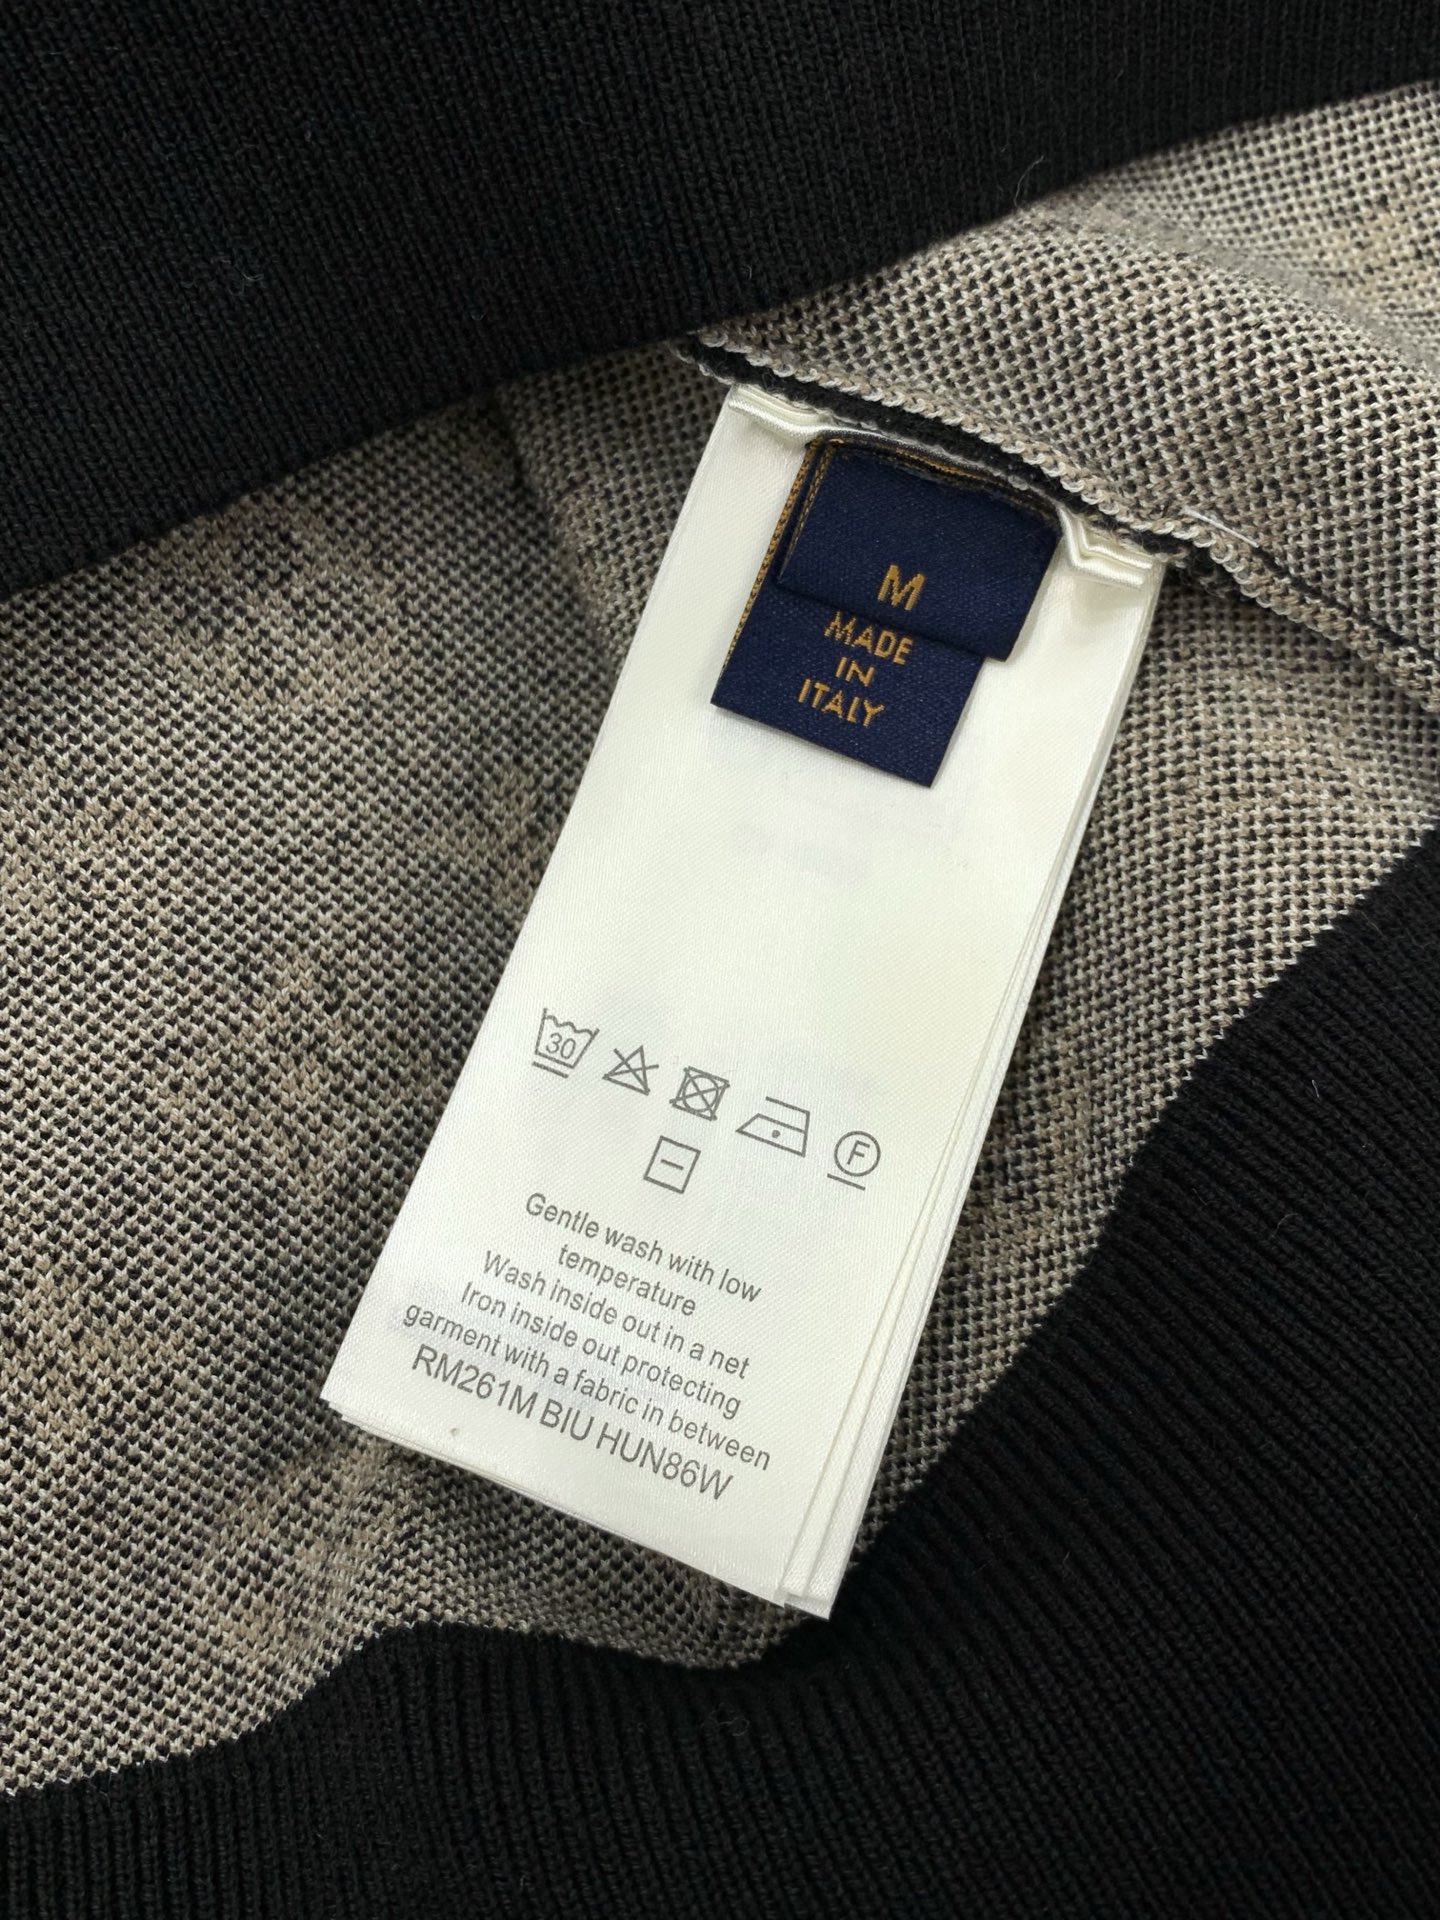 M
MADE
IN
ITALY
30
F
Gentle wash with low
temperature
Wash inside out in a net
Iron inside out protecting
garment with a fabric in between
RM261M BIU HUN86W